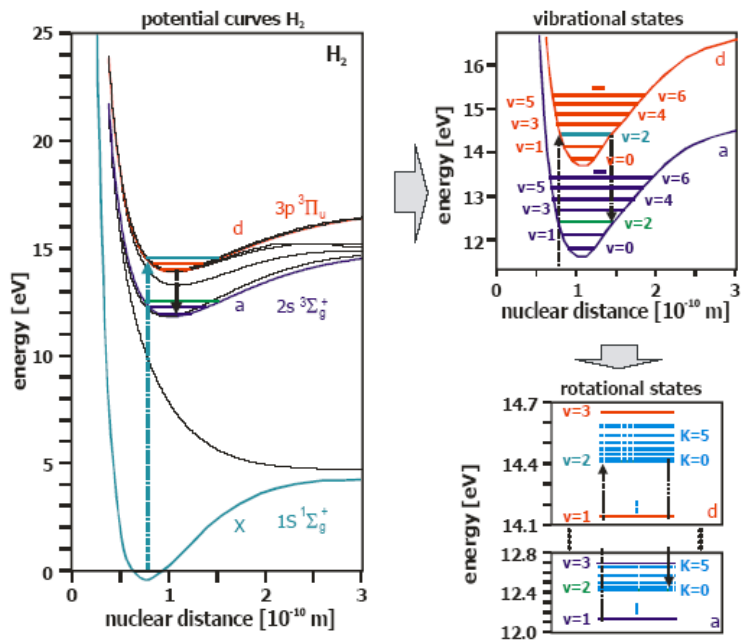 potential curves H₂
25
20
15
10
5
0
energy [eV]
H₂
d
3p ³Πᵤ
a
2s ³Σg⁺
X
1S ¹Σg⁺
0
1
2
3
nuclear distance [10⁻¹⁰ m]
vibrational states
16
15
14
13
12
energy [eV]
d
v=5
v=6
v=4
v=3
v=2
v=1
v=0
a
v=6
v=5
v=4
v=3
v=2
v=1
v=0
0
1
2
3
nuclear distance [10⁻¹⁰ m]
rotational states
14.7
14.4
14.1
energy [eV]
v=3
K=5
v=2
K=0
v=1
d
12.8
12.4
12.0
v=3
K=5
v=2
K=0
v=1
a